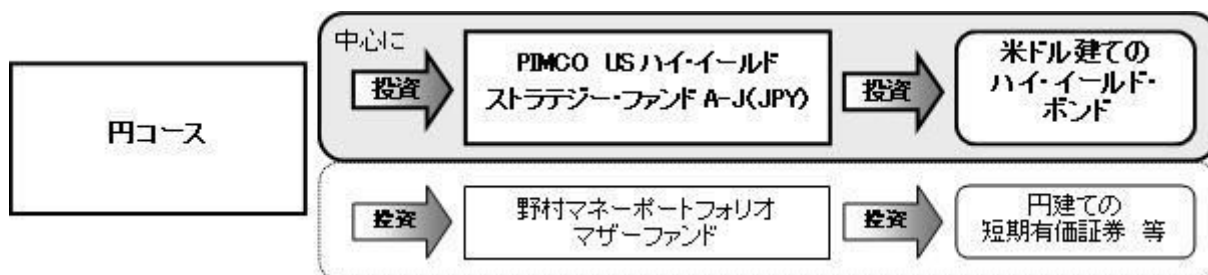 円コース
中心に
投資
PIMCO USハイ・イールド
ストラテジー・ファンド A-J(JPY)
投資
米ドル建ての
ハイ・イールド・
ボンド
投資
野村マネーポートフォリオ
マザーファンド
投資
円建ての
短期有価証券 等